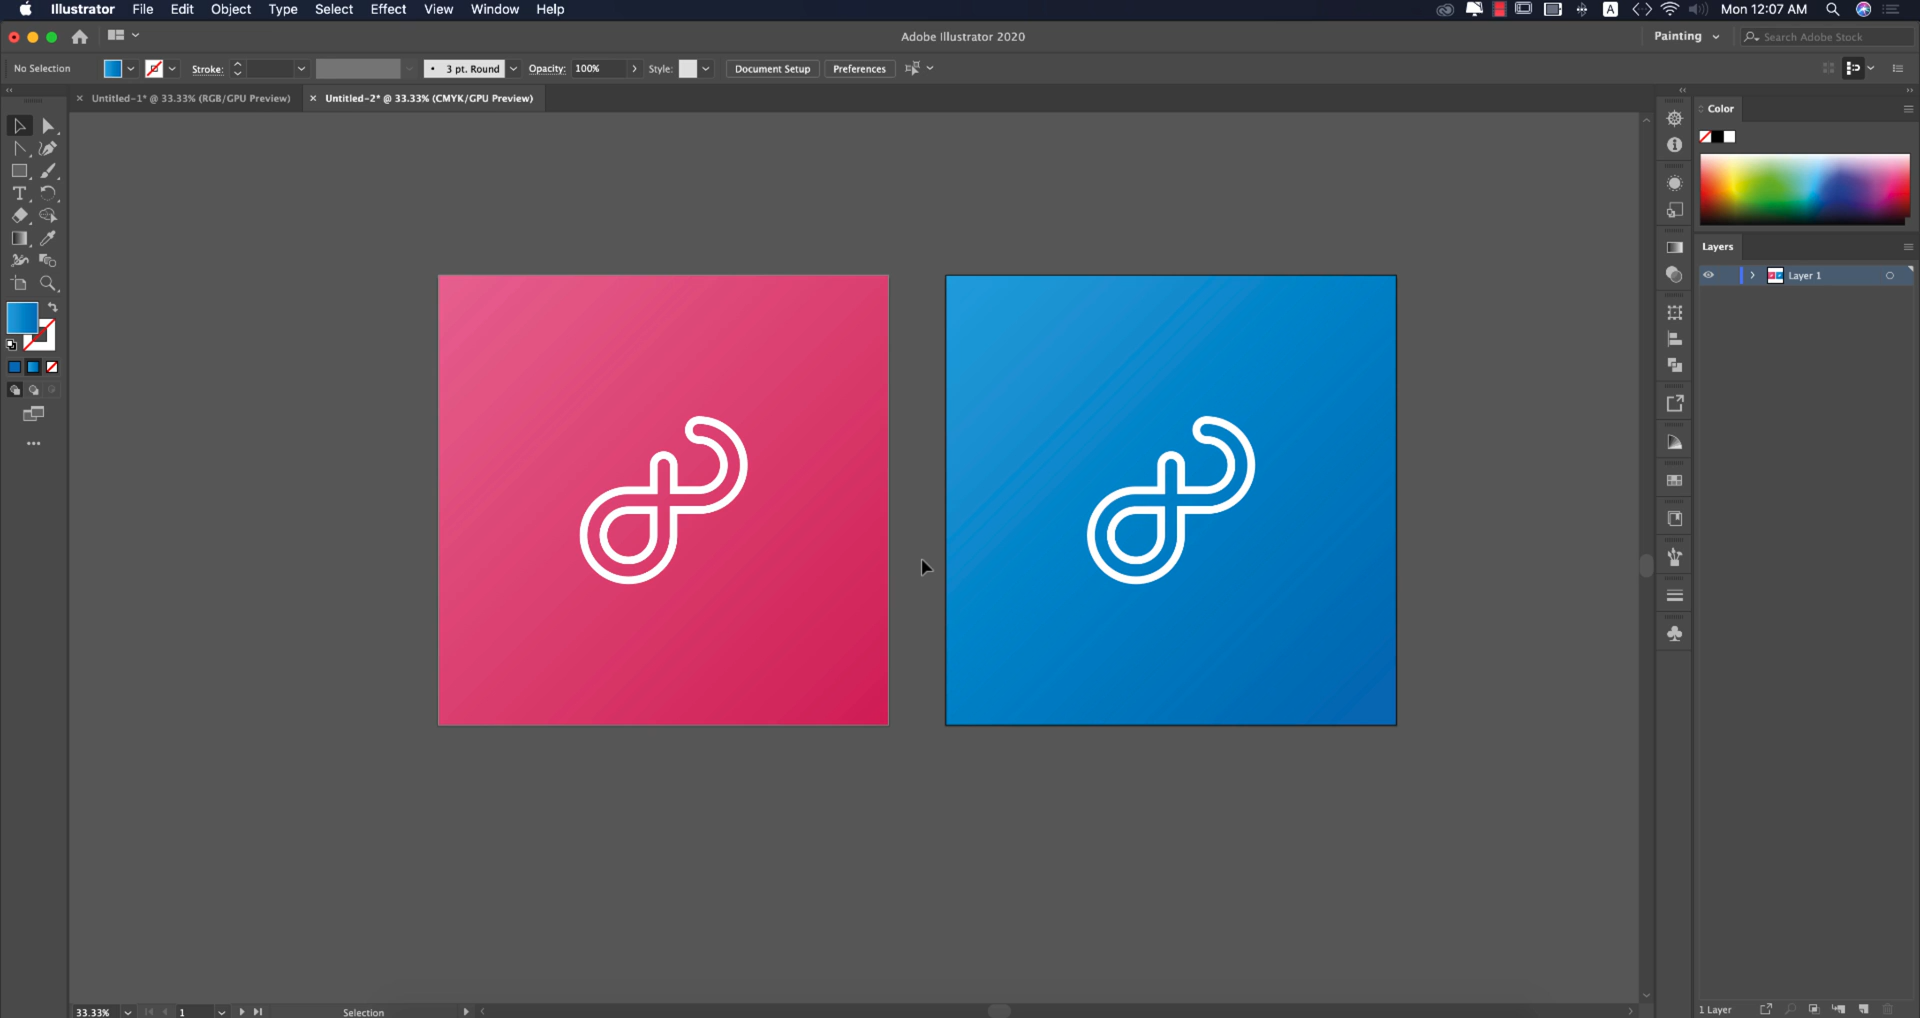 Illustrator File Edit Object Type Select Effect View Window Help A Mon 12:07 AM
Adobe Illustrator 2020 Painting Search Adobe Stock
No Selection Stroke: 3 pt. Round Opacity: 100% Style: Document Setup Preferences
Untitled-1* @ 33.33% (RGB/GPU Preview) Untitled-2* @ 33.33% (CMYK/GPU Preview)
Color
Layers
Layer 1
33.33% 1 Selection 1 Layer